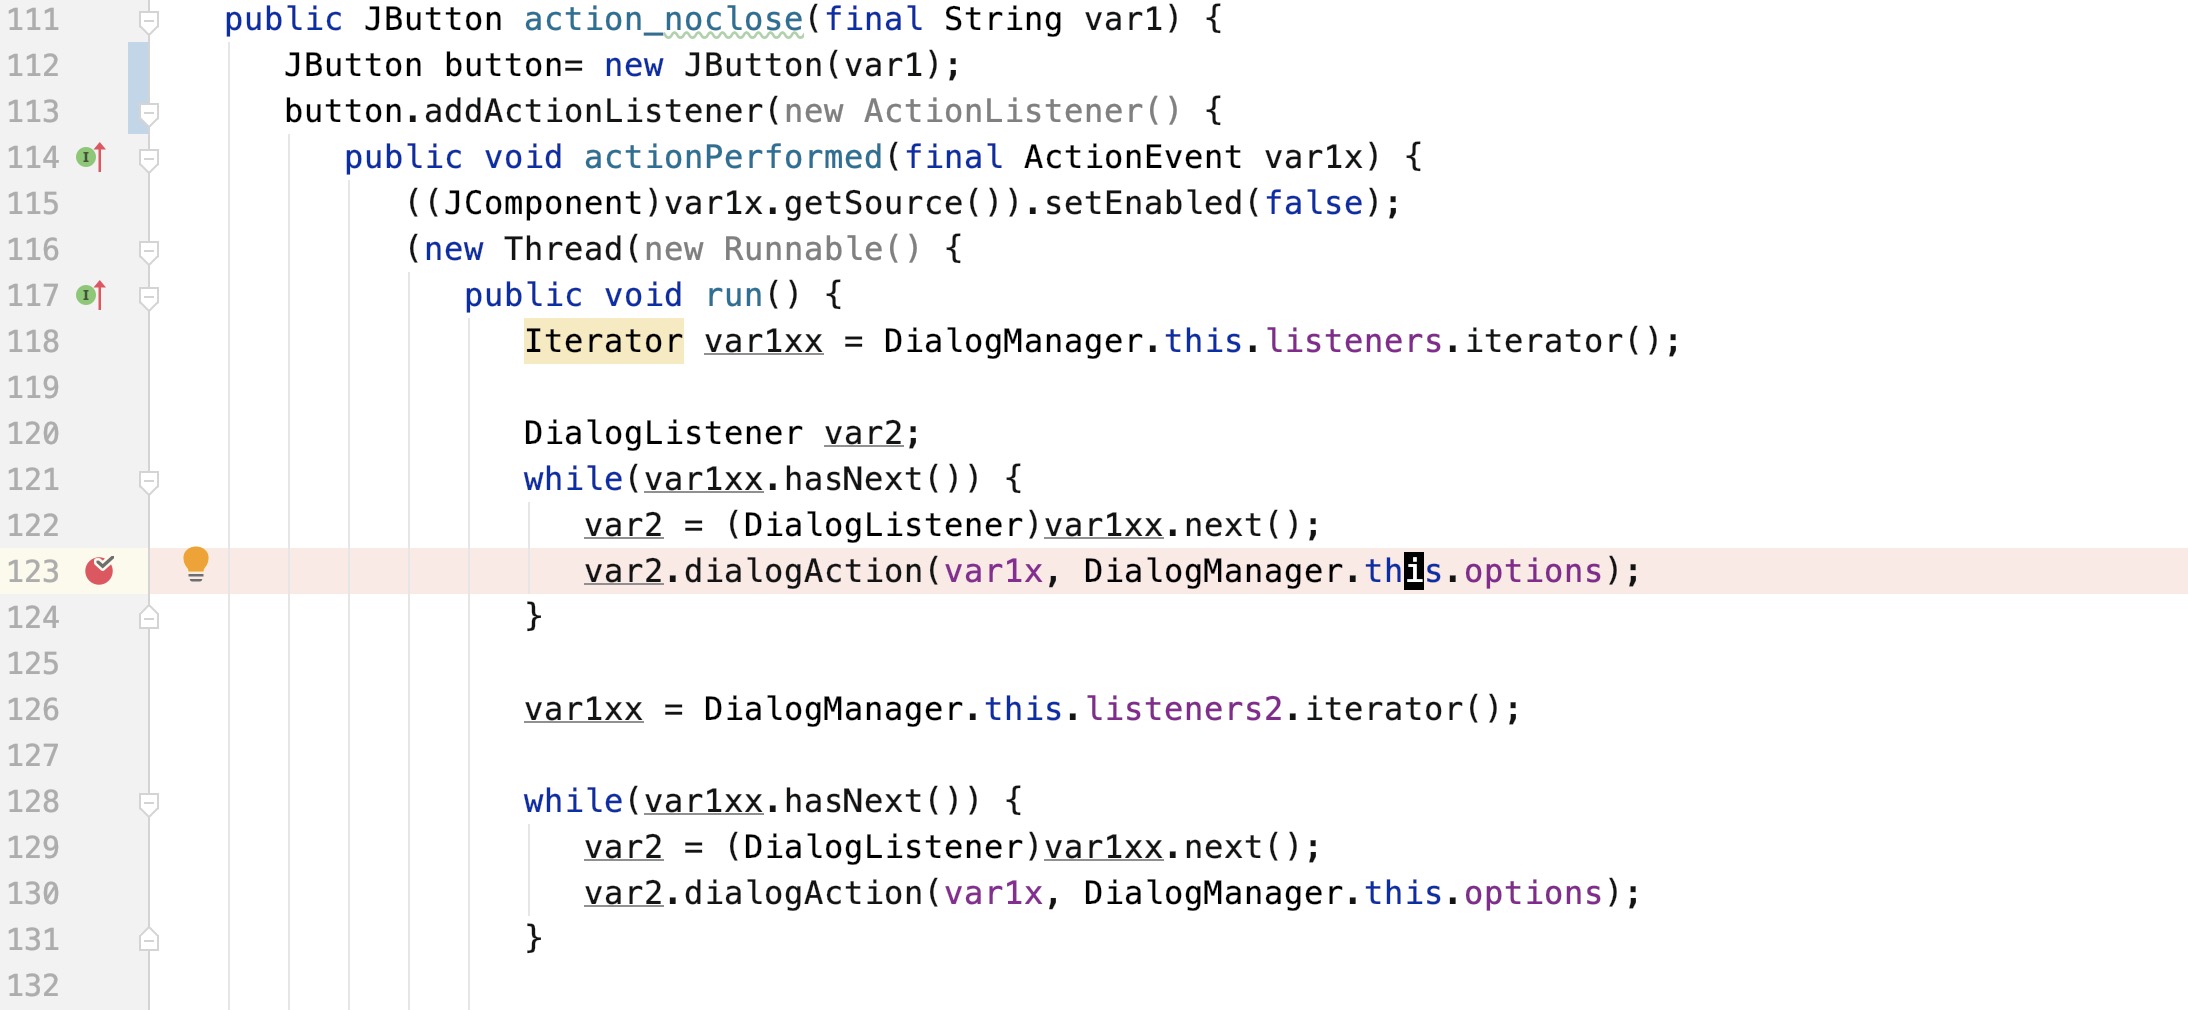 111 public JButton action_noclose(final String var1) {
112 JButton button= new JButton(var1);
113 button.addActionListener(new ActionListener() {
114 public void actionPerformed(final ActionEvent var1x) {
115 ((JComponent)var1x.getSource()).setEnabled(false);
116 (new Thread(new Runnable() {
117 public void run() {
118 Iterator var1xx = DialogManager.this.listeners.iterator();
119
120 DialogListener var2;
121 while(var1xx.hasNext()) {
122 var2 = (DialogListener)var1xx.next();
123 var2.dialogAction(var1x, DialogManager.this.options);
124 }
125
126 var1xx = DialogManager.this.listeners2.iterator();
127
128 while(var1xx.hasNext()) {
129 var2 = (DialogListener)var1xx.next();
130 var2.dialogAction(var1x, DialogManager.this.options);
131 }
132